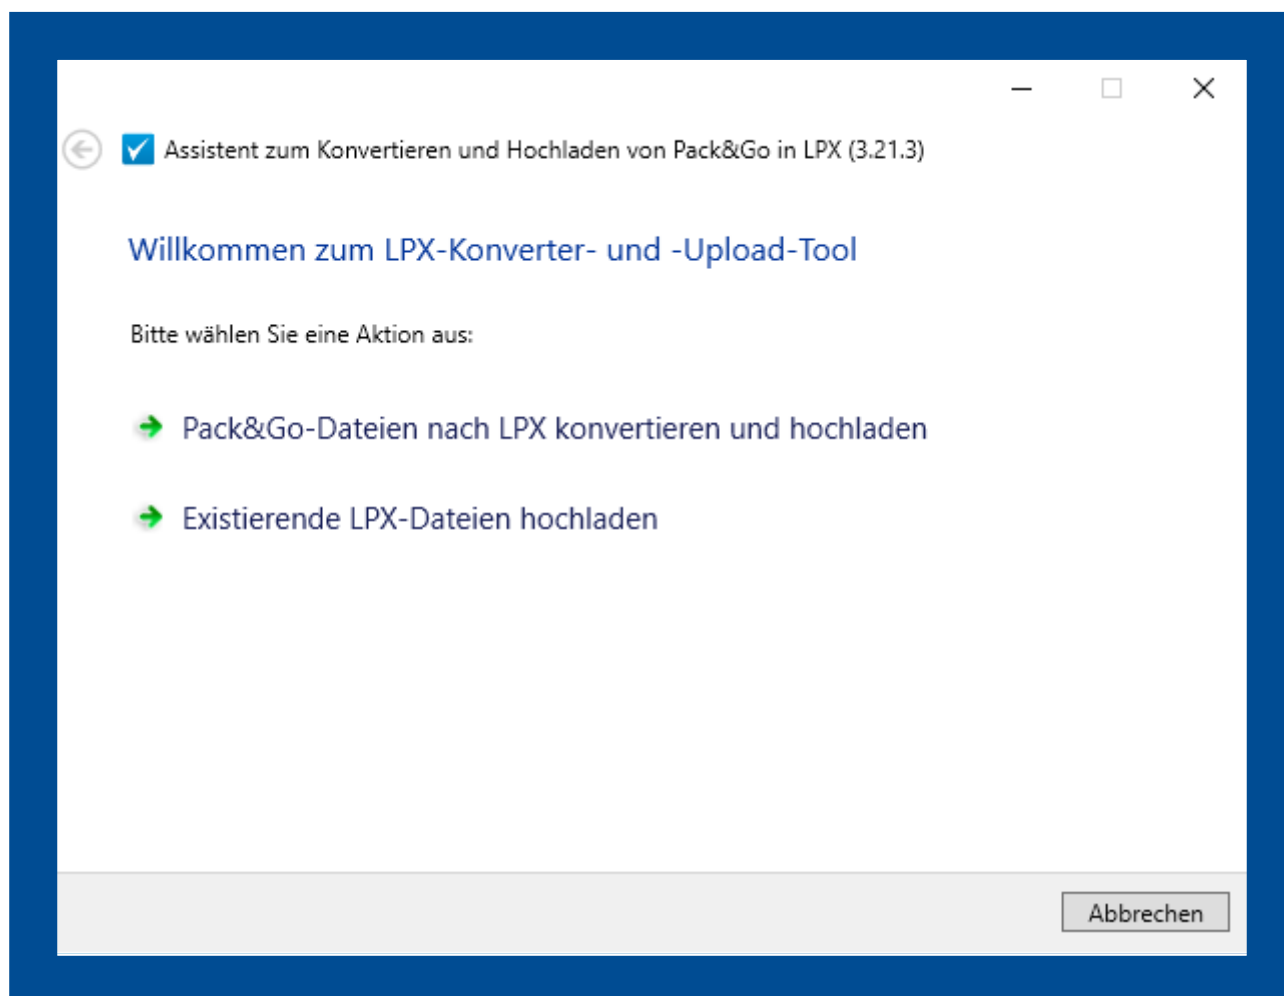 Assistent zum Konvertieren und Hochladen von Pack&Go in LPX (3.21.3)
Willkommen zum LPX-Konverter- und -Upload-Tool
Bitte wählen Sie eine Aktion aus:
Pack&Go-Dateien nach LPX konvertieren und hochladen
Existierende LPX-Dateien hochladen
Abbrechen